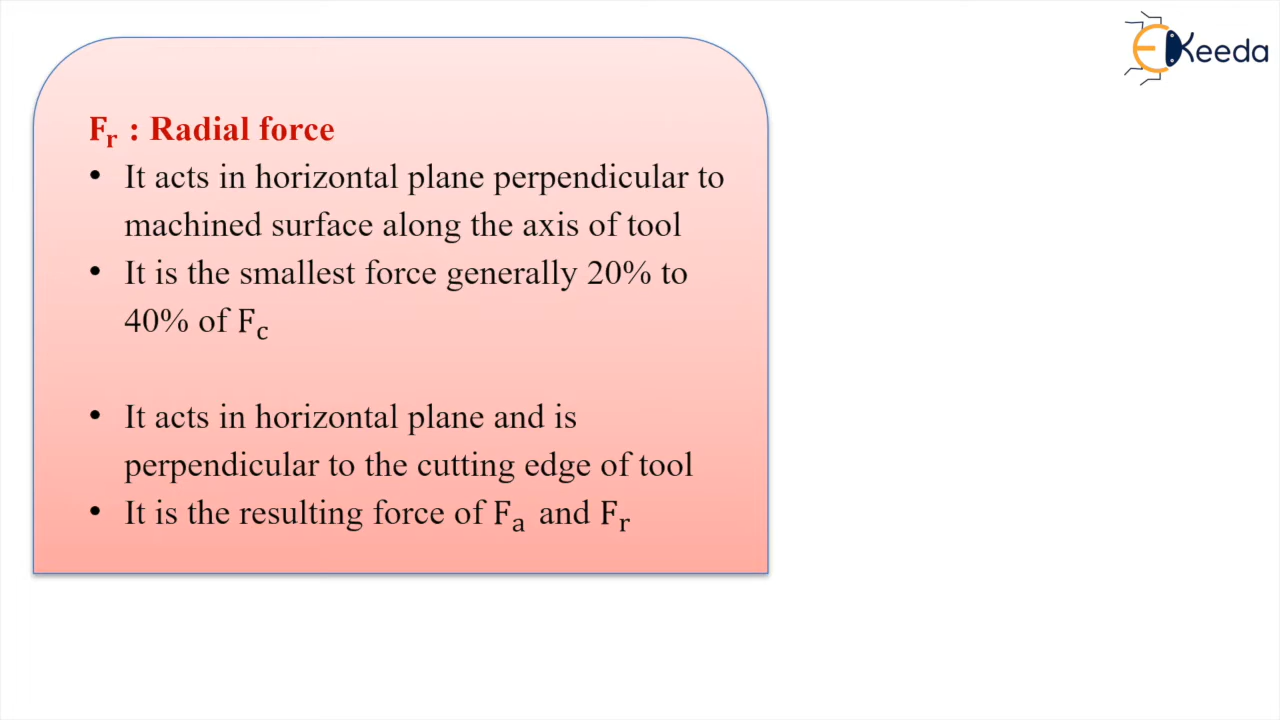 EKeeda
Fr : Radial force
• It acts in horizontal plane perpendicular to
machined surface along the axis of tool
• It is the smallest force generally 20% to
40% of Fc
• It acts in horizontal plane and is
perpendicular to the cutting edge of tool
• It is the resulting force of Fa and Fr